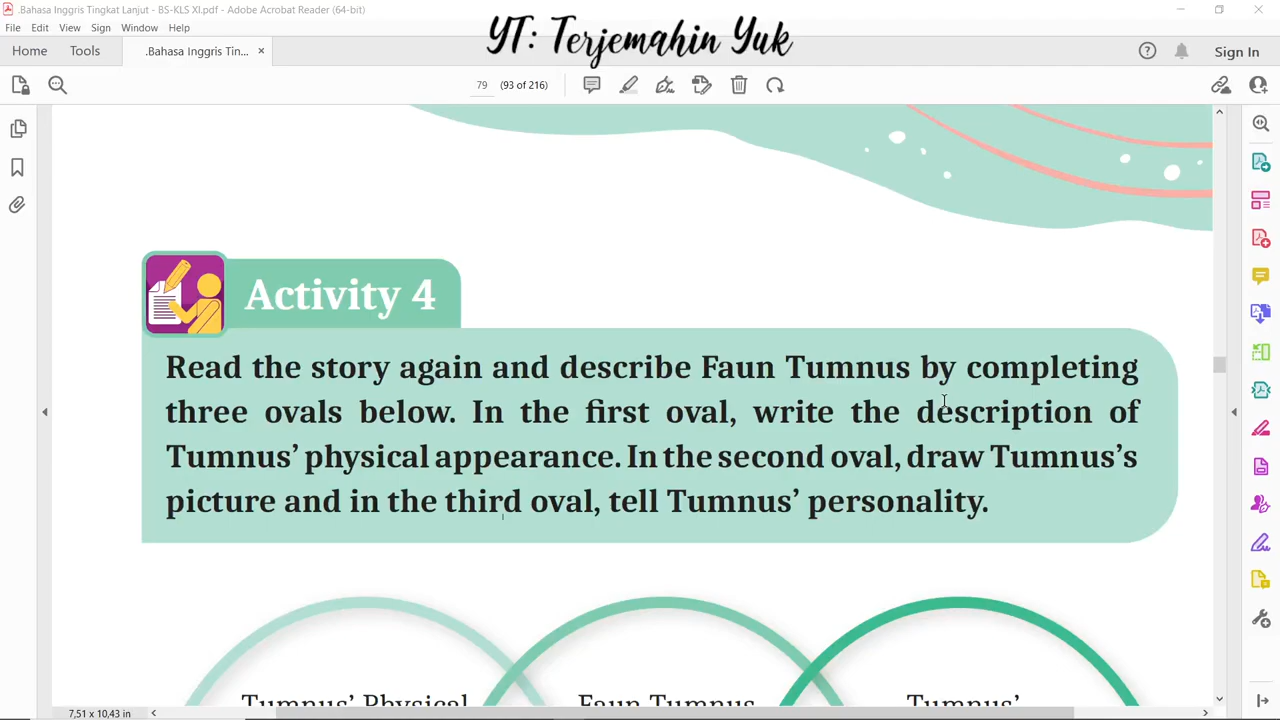 .Bahasa Inggris Tingkat Lanjut - BS-KLS XI.pdf - Adobe Acrobat Reader (64-bit)
File Edit View Sign Window Help
YT: Terjemahin Yuk
Home Tools .Bahasa Inggris Tin... × Sign In
79 (93 of 216)
Activity 4
Read the story again and describe Faun Tumnus by completing
three ovals below. In the first oval, write the description of
Tumnus’ physical appearance. In the second oval, draw Tumnus’s
picture and in the third oval, tell Tumnus’ personality.
Tumnus’ Physical Faun Tumnus Tumnus’
7,51 x 10,43 in